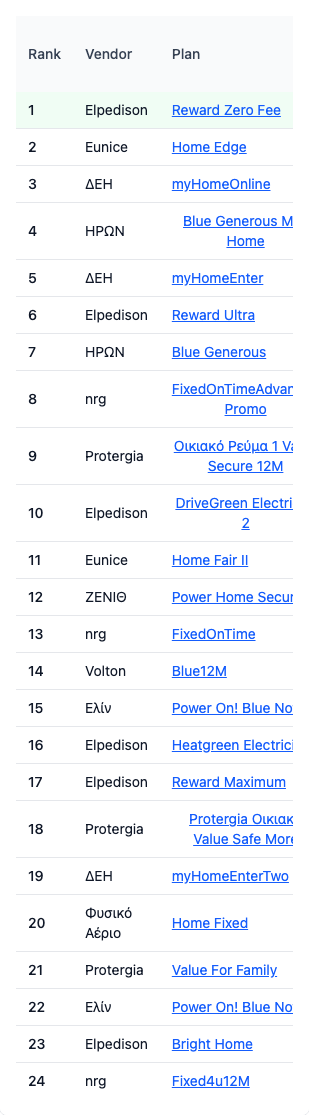 Rank Vendor Plan
1 Elpedison Reward Zero Fee
2 Eunice Home Edge
3 ΔΕΗ myHomeOnline
4 ΗΡΩΝ Blue Generous M
Home
5 ΔΕΗ myHomeEnter
6 Elpedison Reward Ultra
7 ΗΡΩΝ Blue Generous
8 nrg FixedOnTimeAdvan
Promo
9 Protergia Οικιακό Ρεύμα 1 Va
Secure 12M
10 Elpedison DriveGreen Electri
2
11 Eunice Home Fair II
12 ΖΕΝΙΘ Power Home Secur
13 nrg FixedOnTime
14 Volton Blue12M
15 Ελίν Power On! Blue No
16 Elpedison Heatgreen Electrici
17 Elpedison Reward Maximum
18 Protergia Protergia Οικιακ
Value Safe More
19 ΔΕΗ myHomeEnterTwo
20 Φυσικό
Αέριο Home Fixed
21 Protergia Value For Family
22 Ελίν Power On! Blue No
23 Elpedison Bright Home
24 nrg Fixed4u12M